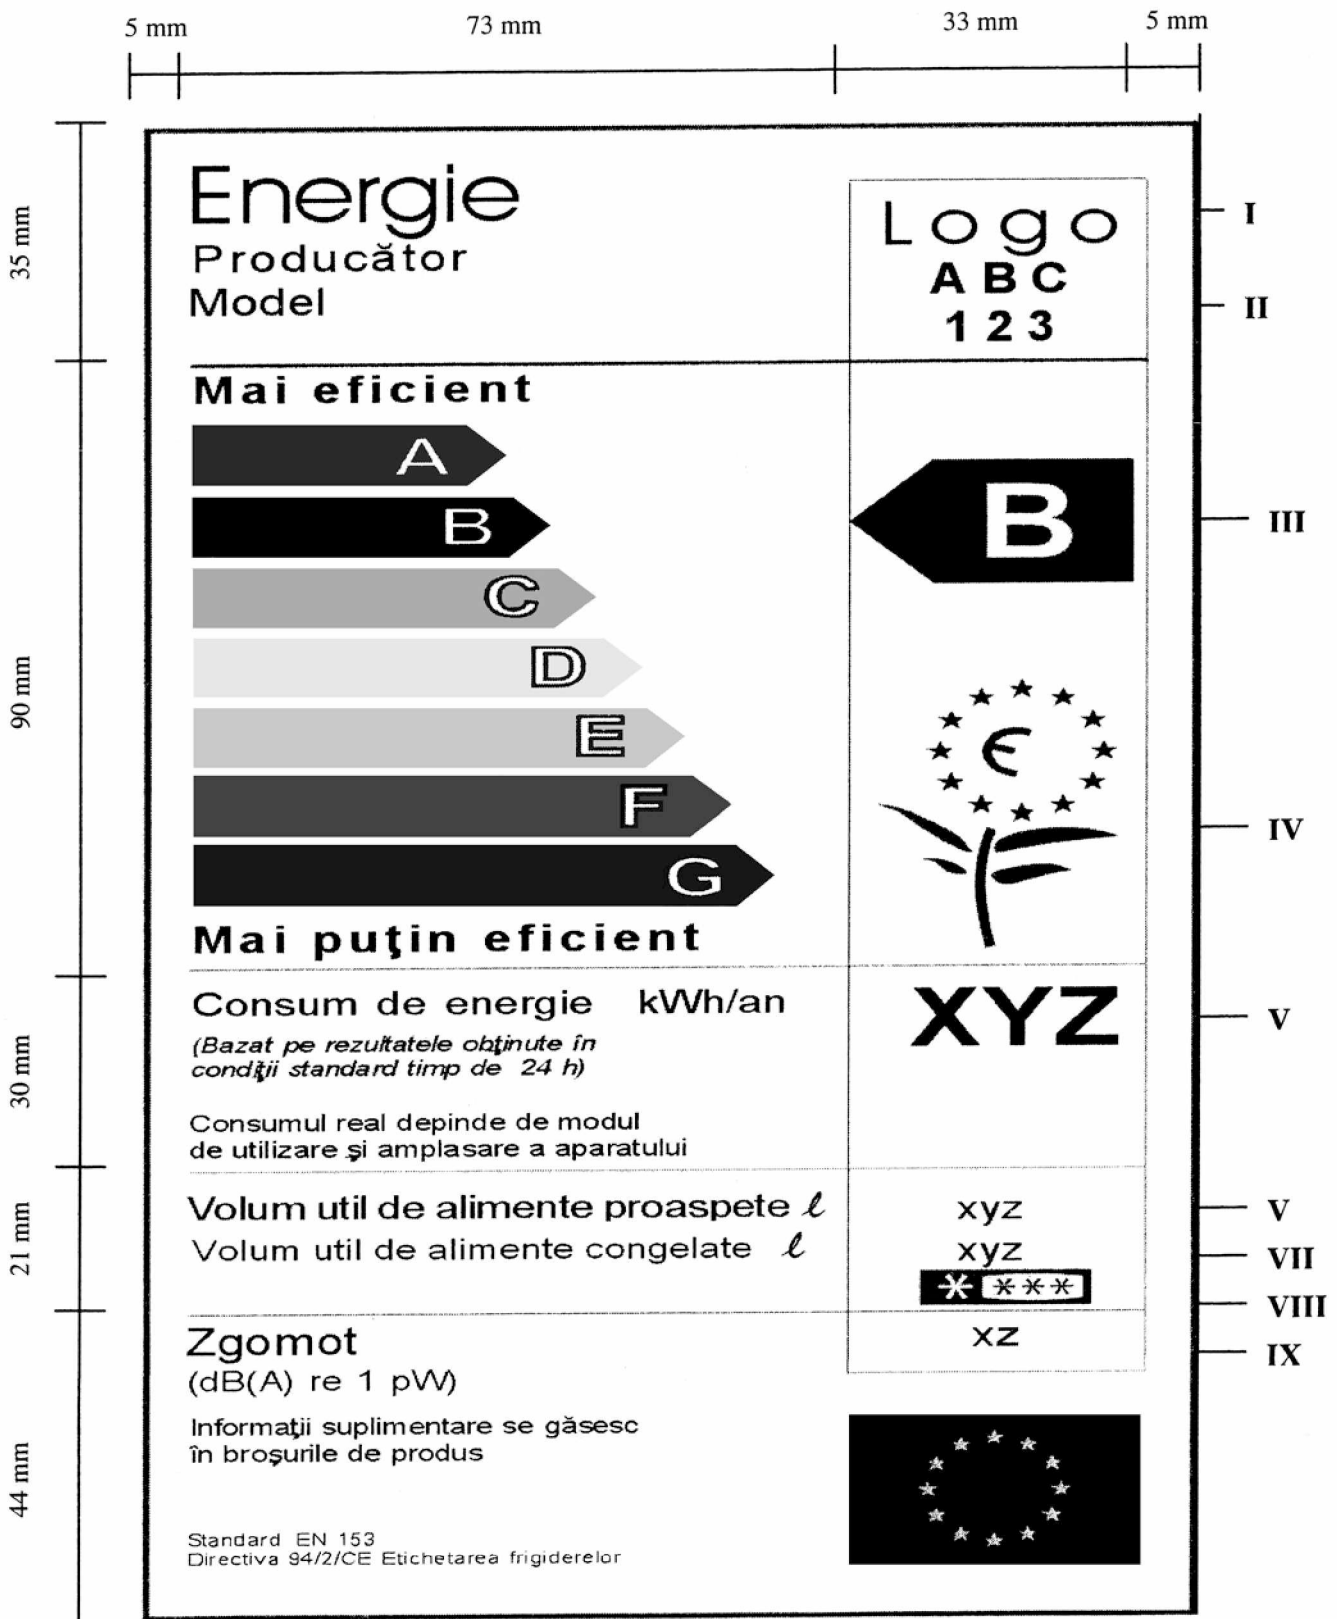 5 mm 73 mm 33 mm 5 mm
35 mm
Energie
Producător
Model
Logo
A B C
1 2 3
I
II
90 mm
Mai eficient
A
B
C
D
E
F
G
Mai puţin eficient
B
III
IV
30 mm
Consum de energie kWh/an
(Bazat pe rezultatele obţinute în
condiţii standard timp de 24 h)
Consumul real depinde de modul
de utilizare şi amplasare a aparatului
XYZ
V
21 mm
Volum util de alimente proaspete ℓ xyz V
Volum util de alimente congelate ℓ xyz VII
* *** VIII
44 mm
Zgomot xz IX
(dB(A) re 1 pW)
Informaţii suplimentare se găsesc
în broşurile de produs
Standard EN 153
Directiva 94/2/CE Etichetarea frigiderelor